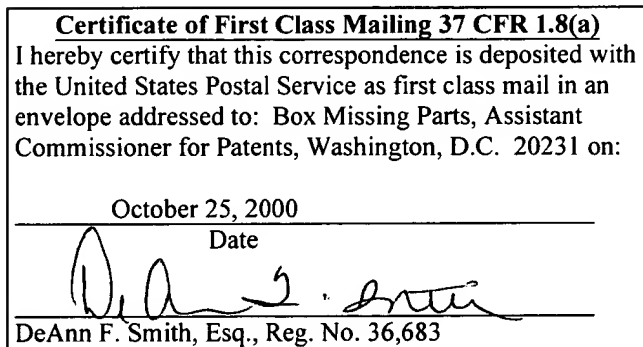 Certificate of First Class Mailing 37 CFR 1.8(a)
I hereby certify that this correspondence is deposited with
the United States Postal Service as first class mail in an
envelope addressed to: Box Missing Parts, Assistant
Commissioner for Patents, Washington, D.C. 20231 on:
October 25, 2000
Date
DeAnn F. Smith, Esq., Reg. No. 36,683